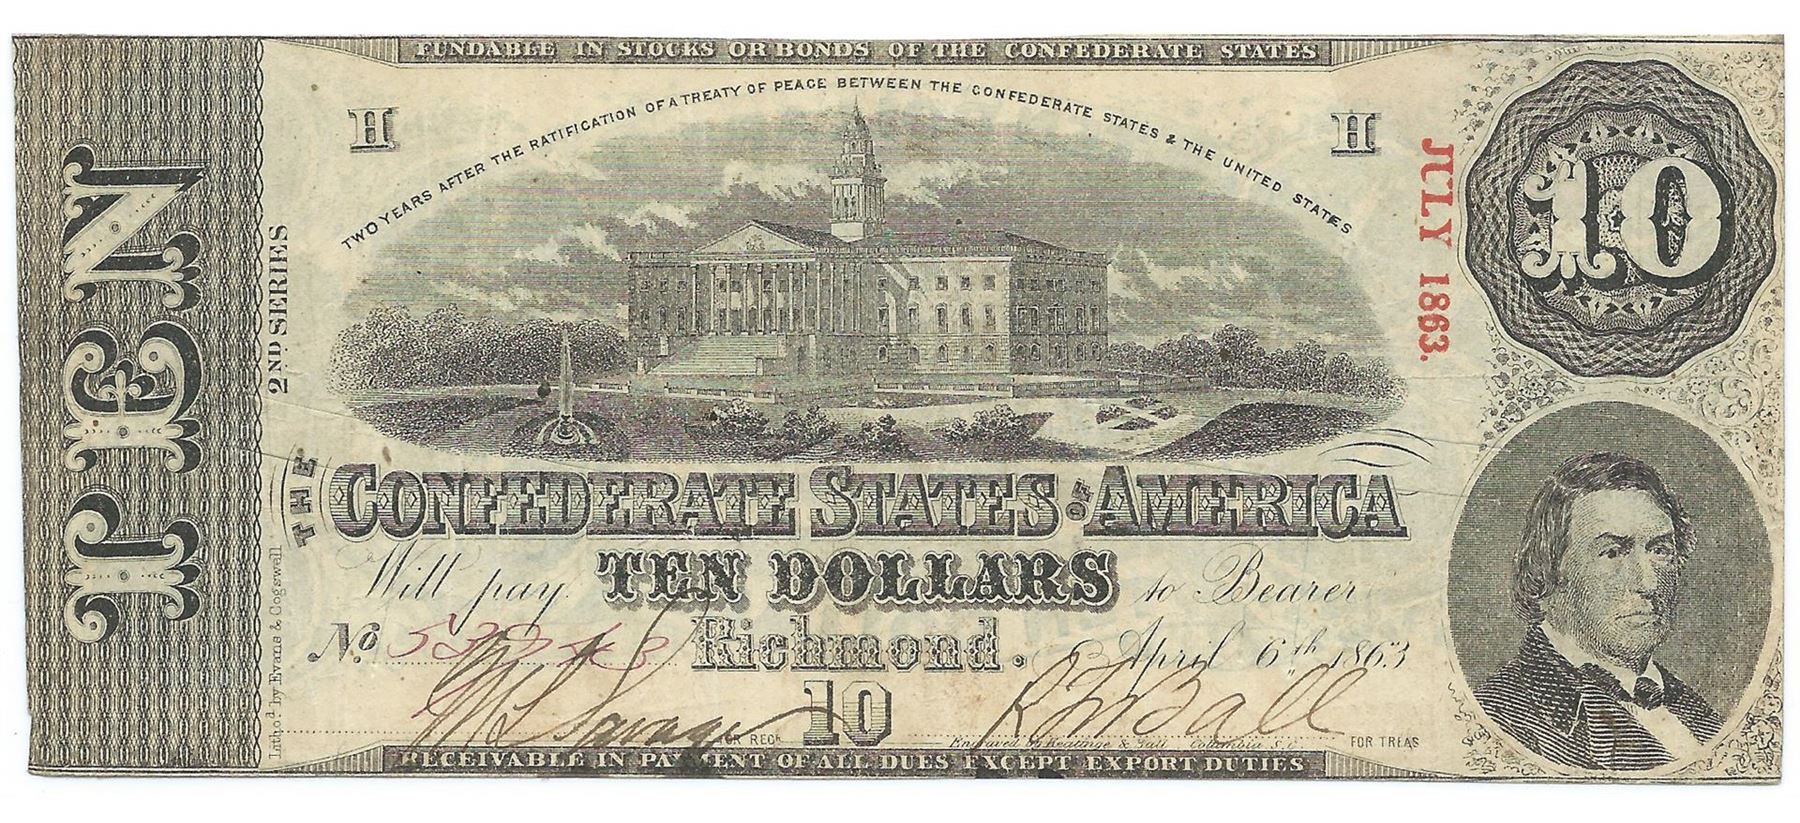 FUNDABLE IN STOCKS OR BONDS OF THE CONFEDERATE STATES
TWO YEARS AFTER THE RATIFICATION OF A TREATY OF PEACE BETWEEN THE CONFEDERATE STATES & THE UNITED STATES
H
H
TEN
2ND SERIES
JULY 1863.
10
THE CONFEDERATE STATES OF AMERICA
Will pay TEN DOLLARS to Bearer
No
Richmond. April 6th 1863
10
R H Ball
FOR REGR
Engraved by Keatinge & Ball Columbia S.C.
FOR TREAS
Lithog'd by Evans & Cogswell
RECEIVABLE IN PAYMENT OF ALL DUES EXCEPT EXPORT DUTIES